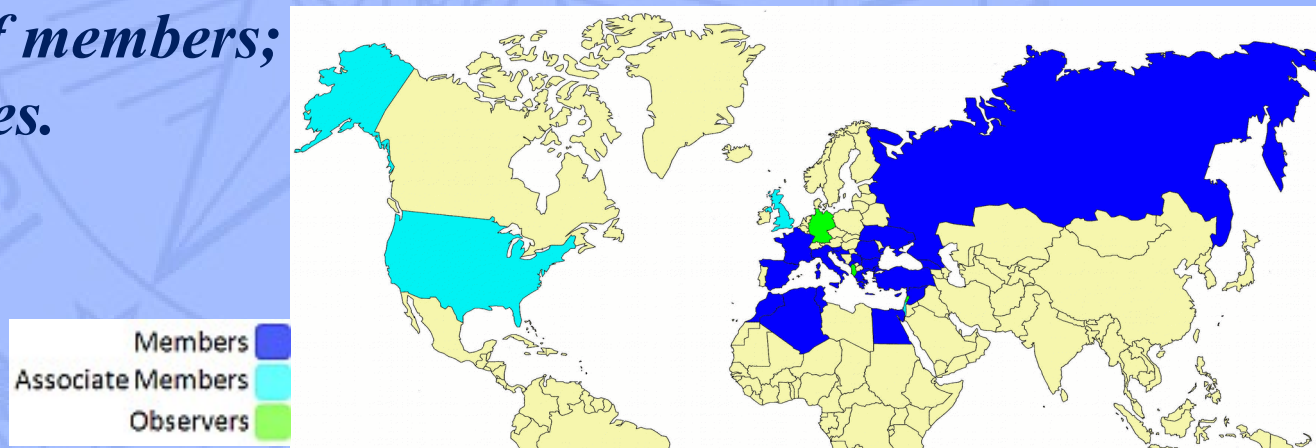 f members;
es.
Members
Associate Members
Observers